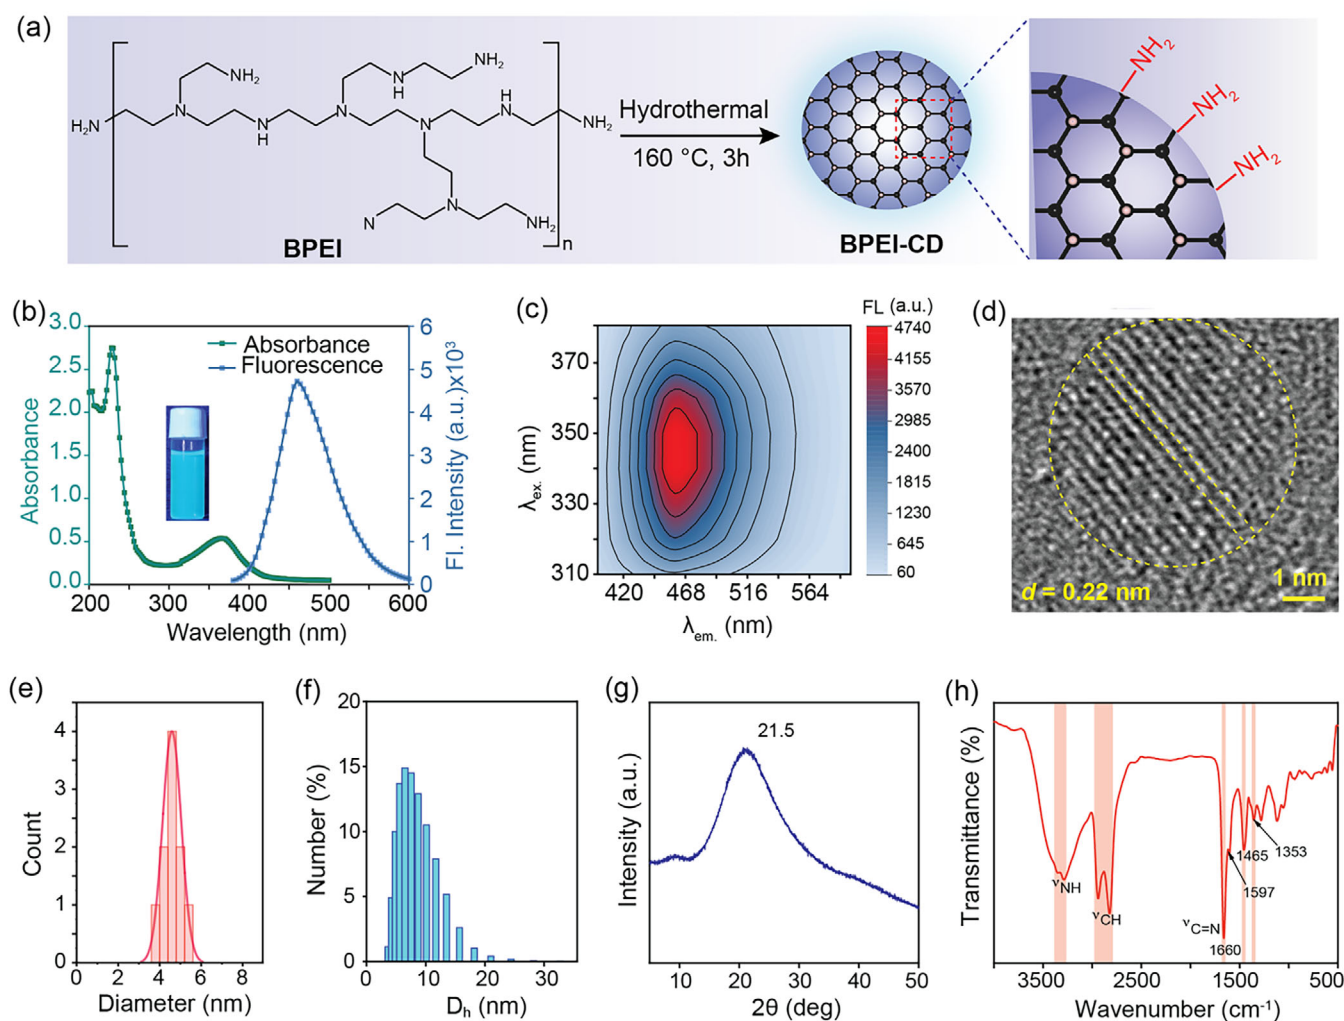 (a)
NH₂
NH₂
N
H
H
N
H₂N
N
N
H
N
N
NH₂
N
N
NH₂
n
BPEI
Hydrothermal
160 °C, 3h
BPEI-CD
NH₂
NH₂
NH₂
(b)
3.0
2.5
2.0
1.5
1.0
0.5
0.0
Absorbance
Absorbance
Fluorescence
6
5
4
3
2
1
0
Fl. Intensity (a.u.)x10³
200 300 400 500 600
Wavelength (nm)
(c)
FL (a.u.)
370
350
330
310
λex. (nm)
420 468 516 564
λem. (nm)
4740
4155
3570
2985
2400
1815
1230
645
60
(d)
d = 0.22 nm
1 nm
(e)
4
3
2
1
0
Count
0 2 4 6 8
Diameter (nm)
(f)
20
15
10
5
0
Number (%)
0 10 20 30
Dh (nm)
(g)
21.5
Intensity (a.u.)
10 20 30 40 50
2θ (deg)
(h)
Transmittance (%)
νNH
νCH
νC=N
1660
1465
1597
1353
3500 2500 1500 500
Wavenumber (cm⁻¹)